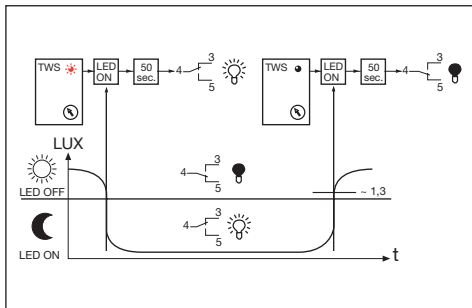 TWS LED ON 50 sec. 4 3 5
TWS LED ON 50 sec. 4 3 5
LUX
LED OFF
4 3 5
~ 1,3
4 3 5
LED ON
t